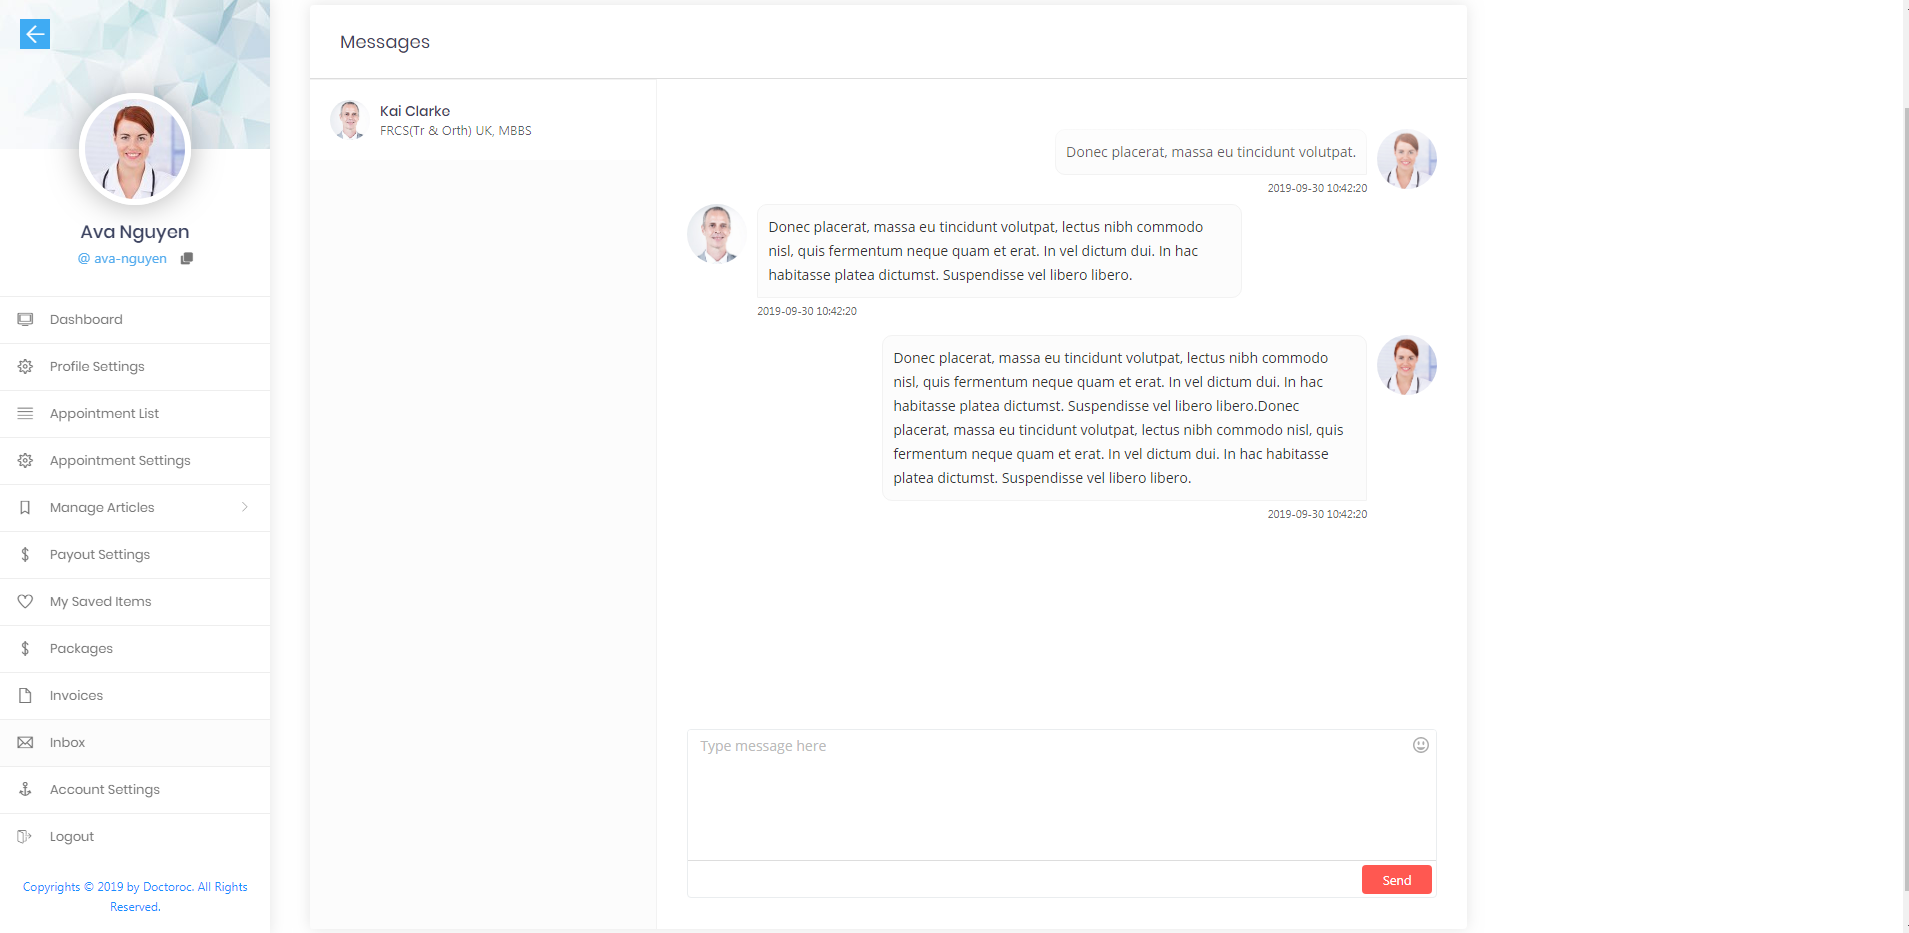 Ava Nguyen
@ ava-nguyen
Dashboard
Profile Settings
Appointment List
Appointment Settings
Manage Articles
Payout Settings
My Saved Items
Packages
Invoices
Inbox
Account Settings
Logout
Copyrights © 2019 by Doctoroc. All Rights
Reserved.
Messages
Kai Clarke
FRCS(Tr & Orth) UK, MBBS
Donec placerat, massa eu tincidunt volutpat.
2019-09-30 10:42:20
Donec placerat, massa eu tincidunt volutpat, lectus nibh commodo
nisl, quis fermentum neque quam et erat. In vel dictum dui. In hac
habitasse platea dictumst. Suspendisse vel libero libero.
2019-09-30 10:42:20
Donec placerat, massa eu tincidunt volutpat, lectus nibh commodo
nisl, quis fermentum neque quam et erat. In vel dictum dui. In hac
habitasse platea dictumst. Suspendisse vel libero libero.Donec
placerat, massa eu tincidunt volutpat, lectus nibh commodo nisl, quis
fermentum neque quam et erat. In vel dictum dui. In hac habitasse
platea dictumst. Suspendisse vel libero libero.
2019-09-30 10:42:20
Type message here
Send